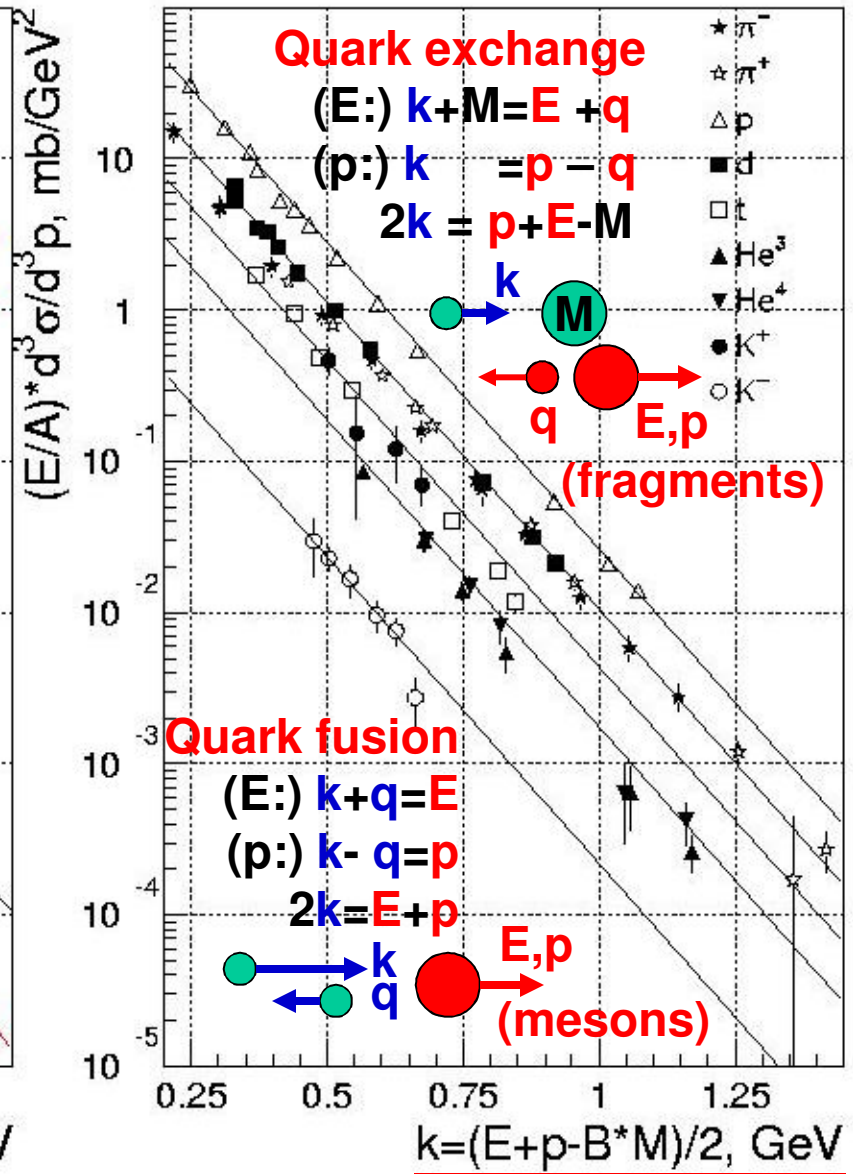 (E/A)*d³σ/d³p, mb/GeV²
Quark exchange
(E:) k+M=E +q
(p:) k =p – q
2k = p+E-M
k
M
q
E,p
(fragments)
π⁻
π⁺
p
d
t
He³
He⁴
K⁺
K⁻
10
1
10 -1
10 -2
10 -3
10 -4
10 -5
Quark fusion
(E:) k+q=E
(p:) k- q=p
2k=E+p
k
q
E,p
(mesons)
0.25 0.5 0.75 1 1.25
V
k=(E+p-B*M)/2, GeV